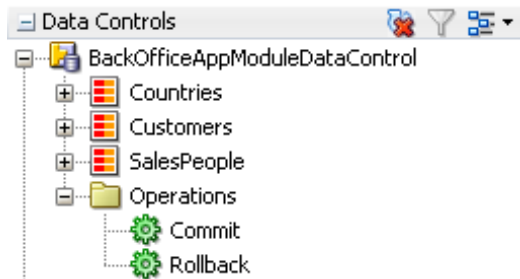 Data Controls
BackOfficeAppModuleDataControl
Countries
Customers
SalesPeople
Operations
Commit
Rollback